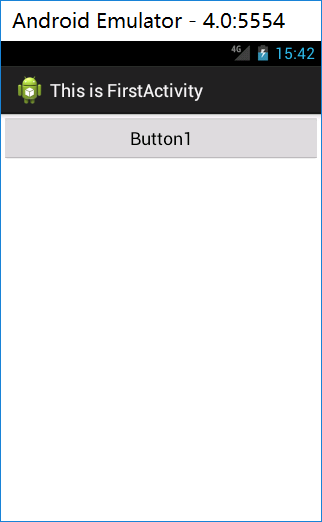 Android Emulator - 4.0:5554
4G 15:42
This is FirstActivity
Button1